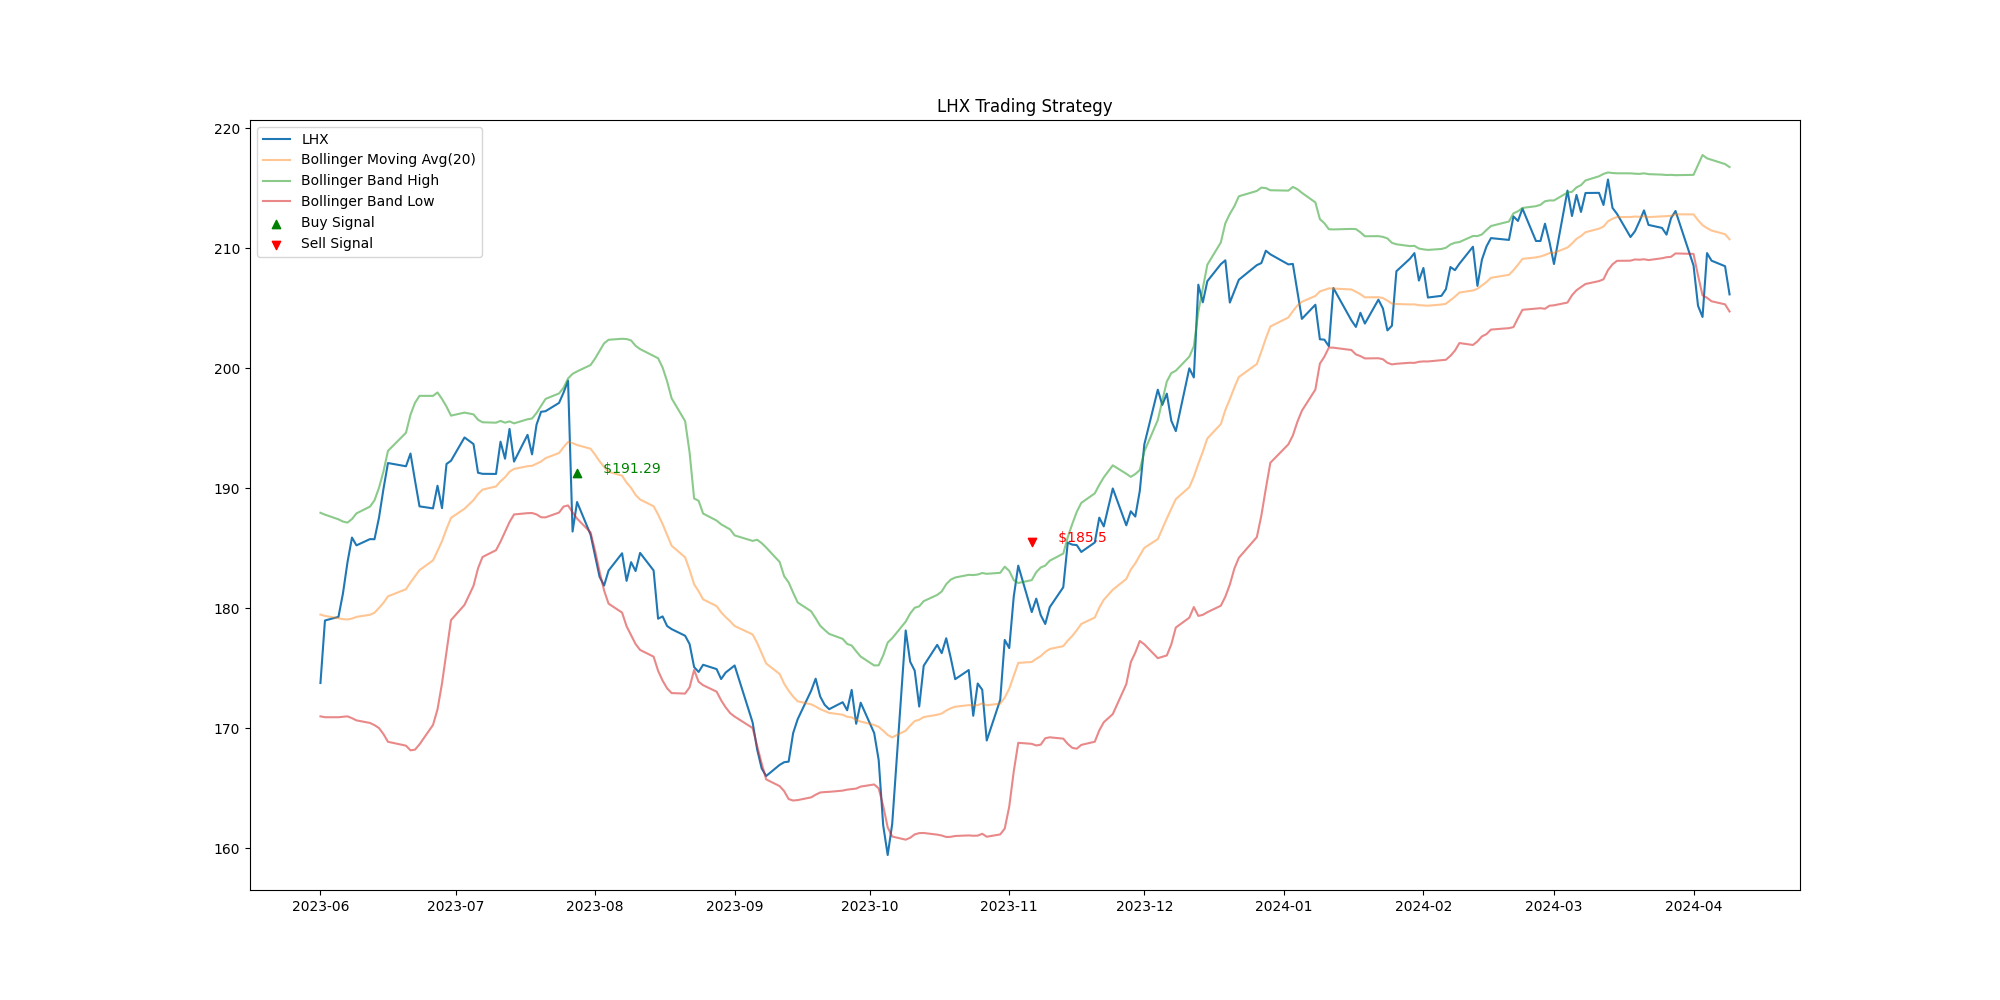 LHX Trading Strategy
220
210
200
190
180
170
160
LHX
Bollinger Moving Avg(20)
Bollinger Band High
Bollinger Band Low
Buy Signal
Sell Signal
$191.29
$185.5
2023-06
2023-07
2023-08
2023-09
2023-10
2023-11
2023-12
2024-01
2024-02
2024-03
2024-04